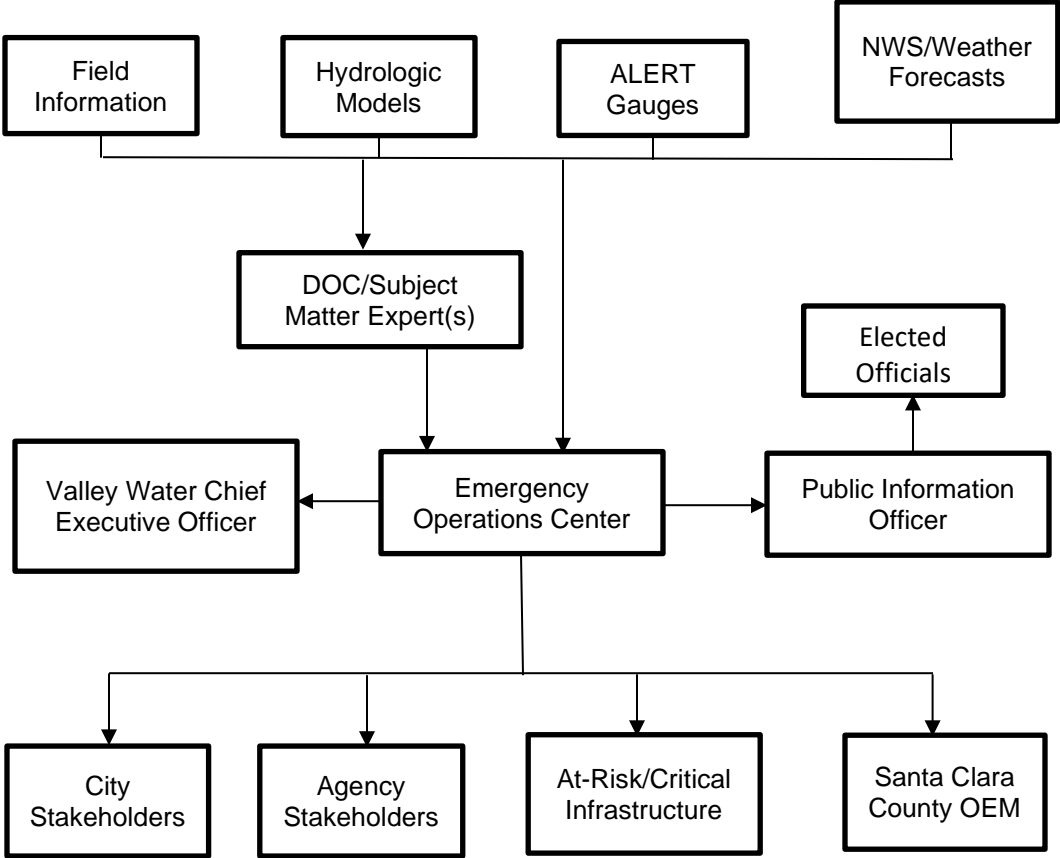 Field
Information
Hydrologic
Models
ALERT
Gauges
NWS/Weather
Forecasts
DOC/Subject
Matter Expert(s)
Elected
Officials
Valley Water Chief
Executive Officer
Emergency
Operations Center
Public Information
Officer
City
Stakeholders
Agency
Stakeholders
At-Risk/Critical
Infrastructure
Santa Clara
County OEM